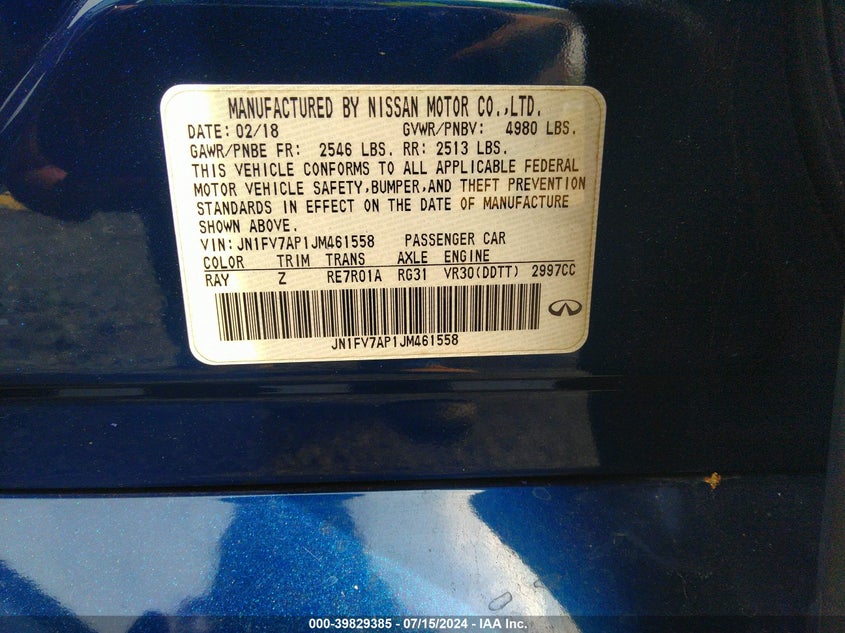 MANUFACTURED BY NISSAN MOTOR CO.,LTD.
DATE: 02/18 GVWR/PNBV: 4980 LBS.
GAWR/PNBE FR: 2546 LBS. RR: 2513 LBS.
THIS VEHICLE CONFORMS TO ALL APPLICABLE FEDERAL
MOTOR VEHICLE SAFETY,BUMPER,AND THEFT PREVENTION
STANDARDS IN EFFECT ON THE DATE OF MANUFACTURE
SHOWN ABOVE.
VIN: JN1FV7AP1JM461558 PASSENGER CAR
COLOR TRIM TRANS AXLE ENGINE
RAY Z RE7R01A RG31 VR30(DDTT) 2997CC
JN1FV7AP1JM461558
000-39829385 - 07/15/2024 - IAA Inc.